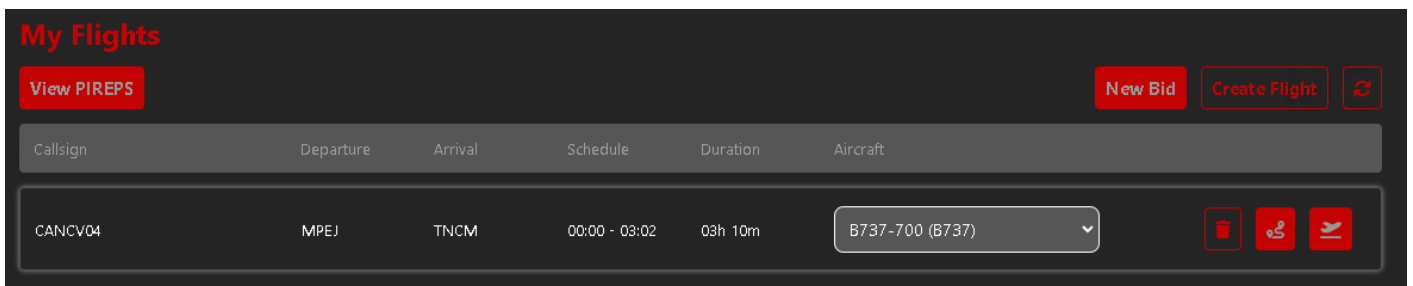 My Flights
View PIREPS New Bid Create Flight
Callsign Departure Arrival Schedule Duration Aircraft
CANCV04 MPEJ TNCM 00:00 - 03:02 03h 10m B737-700 (B737)